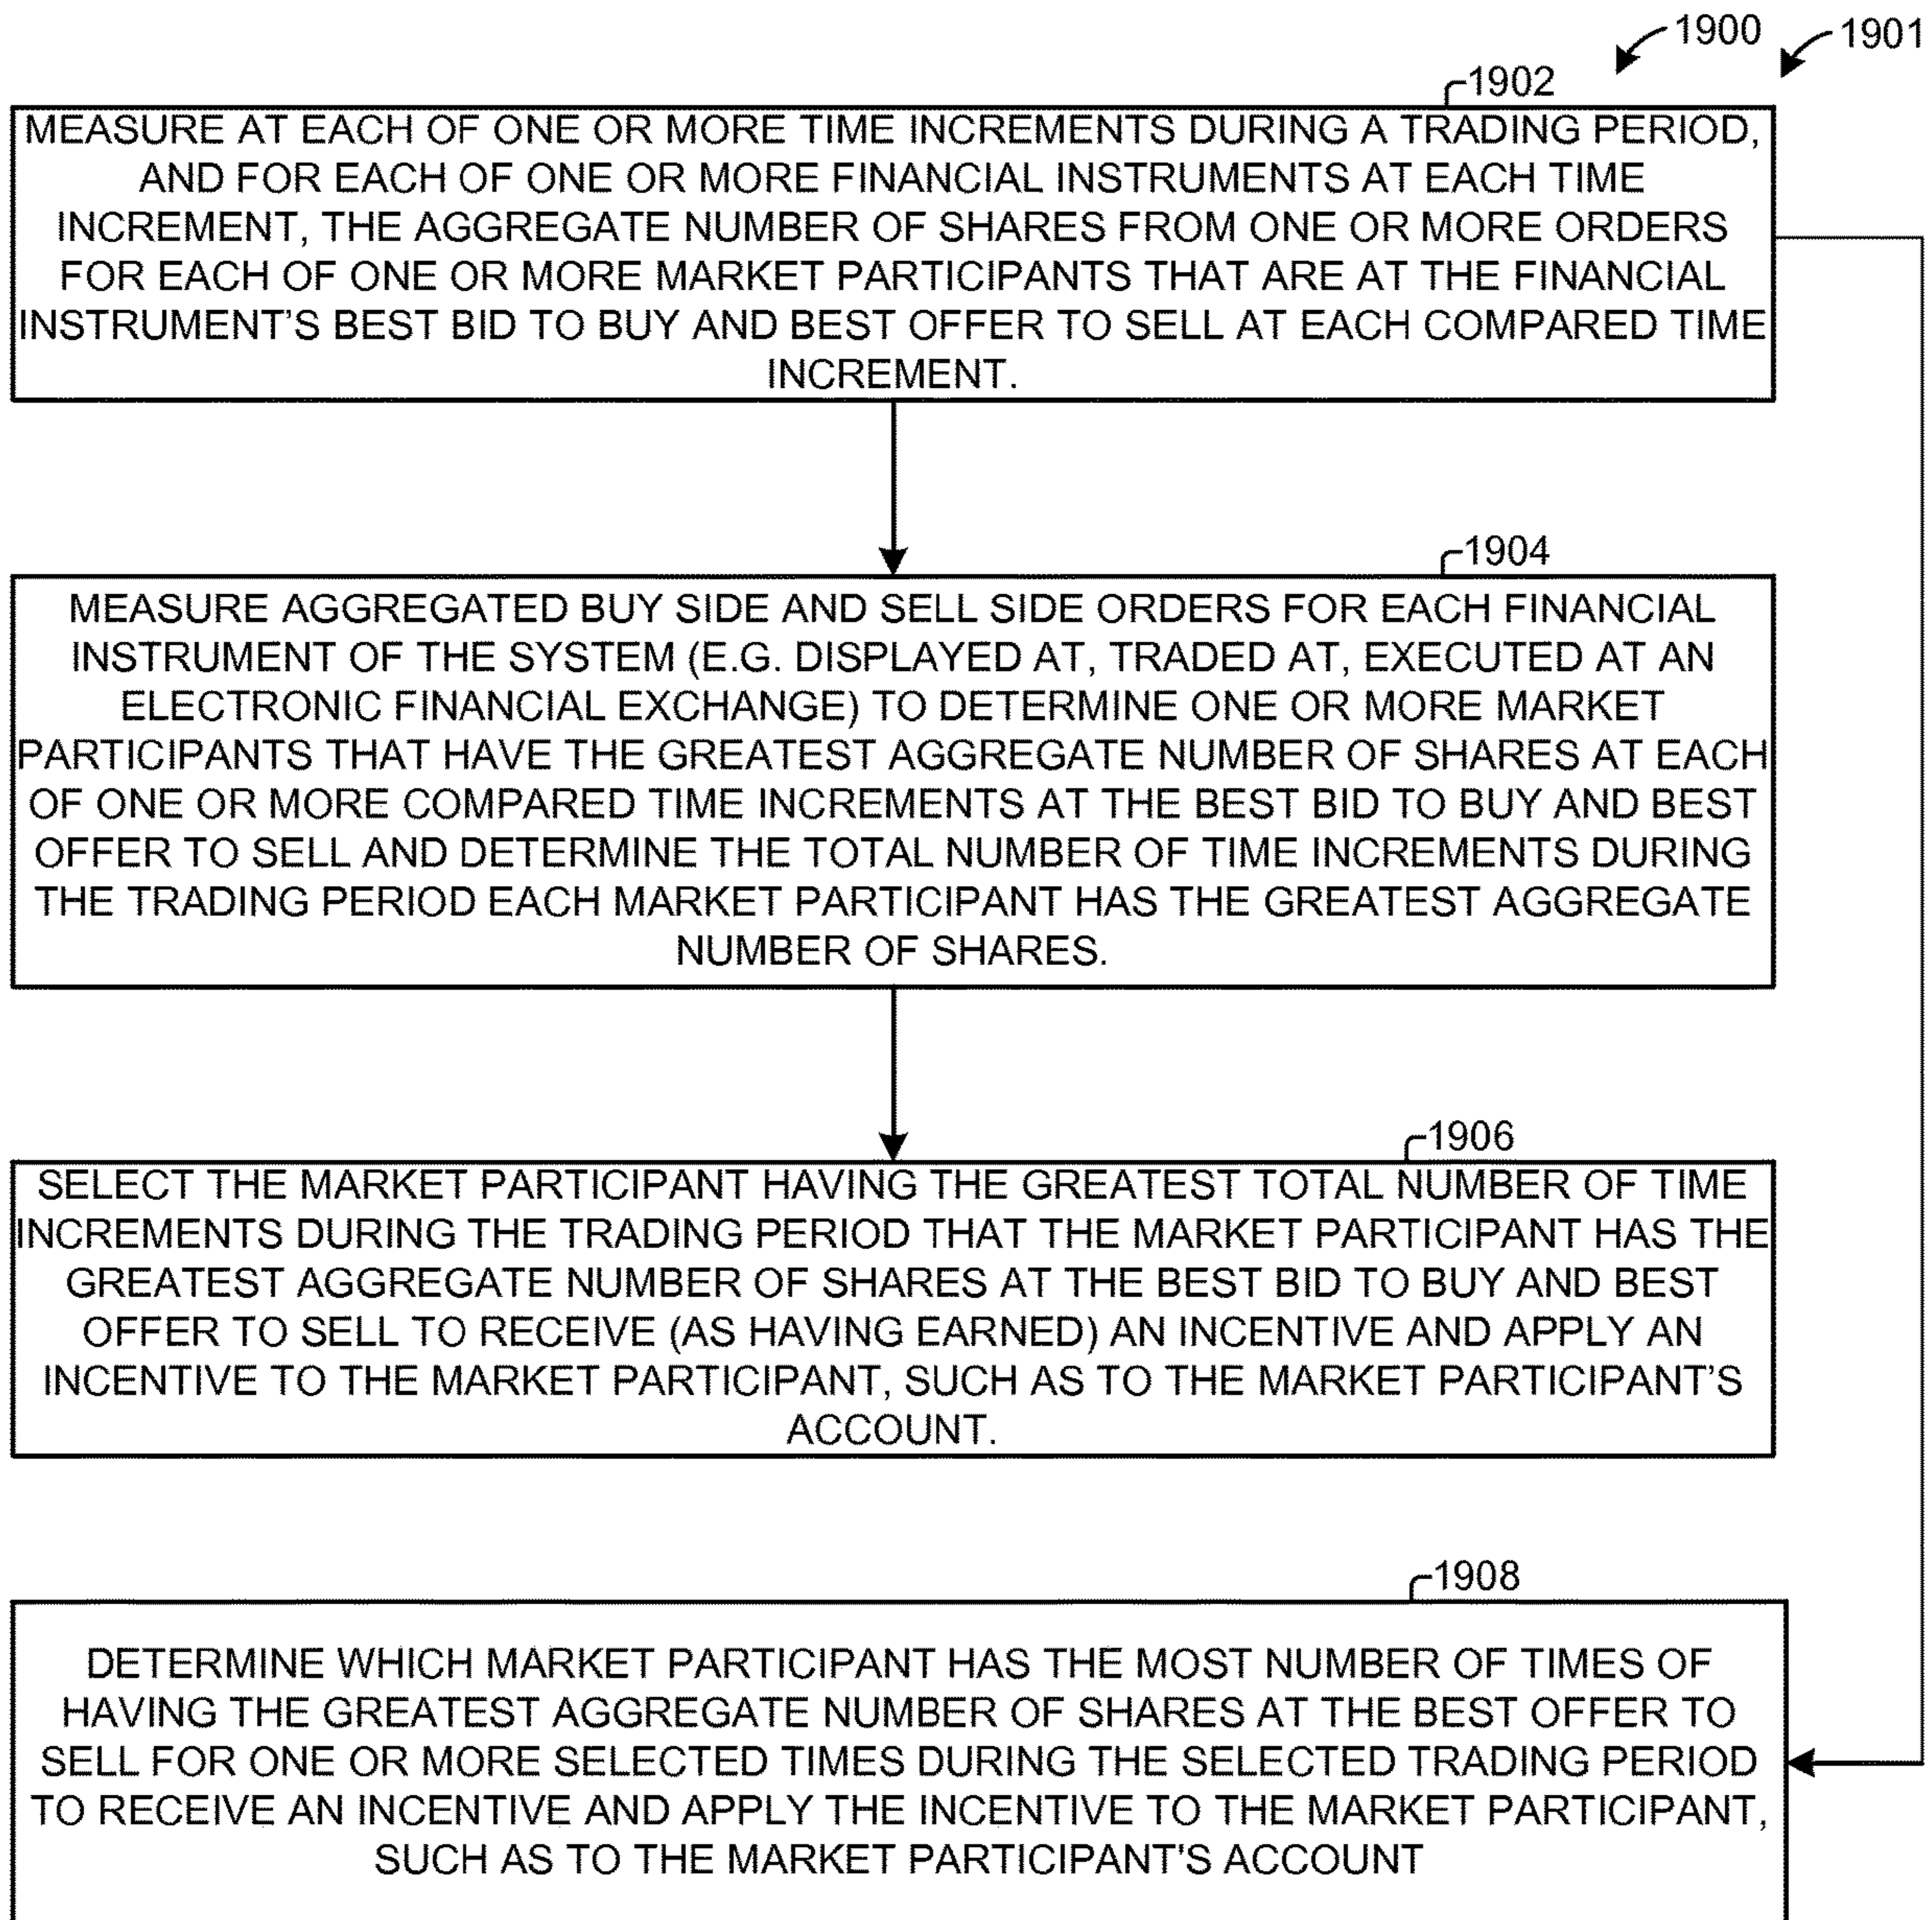 1900
1901
1902
MEASURE AT EACH OF ONE OR MORE TIME INCREMENTS DURING A TRADING PERIOD,
AND FOR EACH OF ONE OR MORE FINANCIAL INSTRUMENTS AT EACH TIME
INCREMENT, THE AGGREGATE NUMBER OF SHARES FROM ONE OR MORE ORDERS
FOR EACH OF ONE OR MORE MARKET PARTICIPANTS THAT ARE AT THE FINANCIAL
INSTRUMENT'S BEST BID TO BUY AND BEST OFFER TO SELL AT EACH COMPARED TIME
INCREMENT.
1904
MEASURE AGGREGATED BUY SIDE AND SELL SIDE ORDERS FOR EACH FINANCIAL
INSTRUMENT OF THE SYSTEM (E.G. DISPLAYED AT, TRADED AT, EXECUTED AT AN
ELECTRONIC FINANCIAL EXCHANGE) TO DETERMINE ONE OR MORE MARKET
PARTICIPANTS THAT HAVE THE GREATEST AGGREGATE NUMBER OF SHARES AT EACH
OF ONE OR MORE COMPARED TIME INCREMENTS AT THE BEST BID TO BUY AND BEST
OFFER TO SELL AND DETERMINE THE TOTAL NUMBER OF TIME INCREMENTS DURING
THE TRADING PERIOD EACH MARKET PARTICIPANT HAS THE GREATEST AGGREGATE
NUMBER OF SHARES.
1906
SELECT THE MARKET PARTICIPANT HAVING THE GREATEST TOTAL NUMBER OF TIME
INCREMENTS DURING THE TRADING PERIOD THAT THE MARKET PARTICIPANT HAS THE
GREATEST AGGREGATE NUMBER OF SHARES AT THE BEST BID TO BUY AND BEST
OFFER TO SELL TO RECEIVE (AS HAVING EARNED) AN INCENTIVE AND APPLY AN
INCENTIVE TO THE MARKET PARTICIPANT, SUCH AS TO THE MARKET PARTICIPANT'S
ACCOUNT.
1908
DETERMINE WHICH MARKET PARTICIPANT HAS THE MOST NUMBER OF TIMES OF
HAVING THE GREATEST AGGREGATE NUMBER OF SHARES AT THE BEST OFFER TO
SELL FOR ONE OR MORE SELECTED TIMES DURING THE SELECTED TRADING PERIOD
TO RECEIVE AN INCENTIVE AND APPLY THE INCENTIVE TO THE MARKET PARTICIPANT,
SUCH AS TO THE MARKET PARTICIPANT'S ACCOUNT